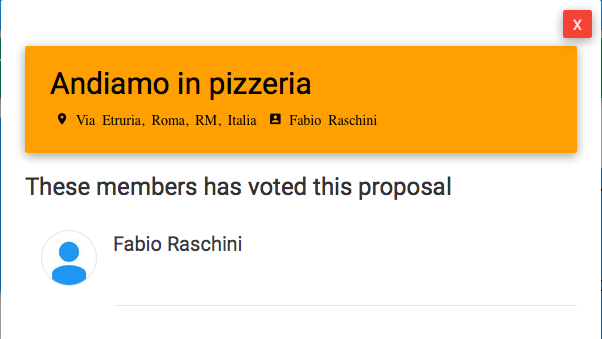 X
Andiamo in pizzeria
Via Etruria, Roma, RM, Italia Fabio Raschini
These members has voted this proposal
Fabio Raschini